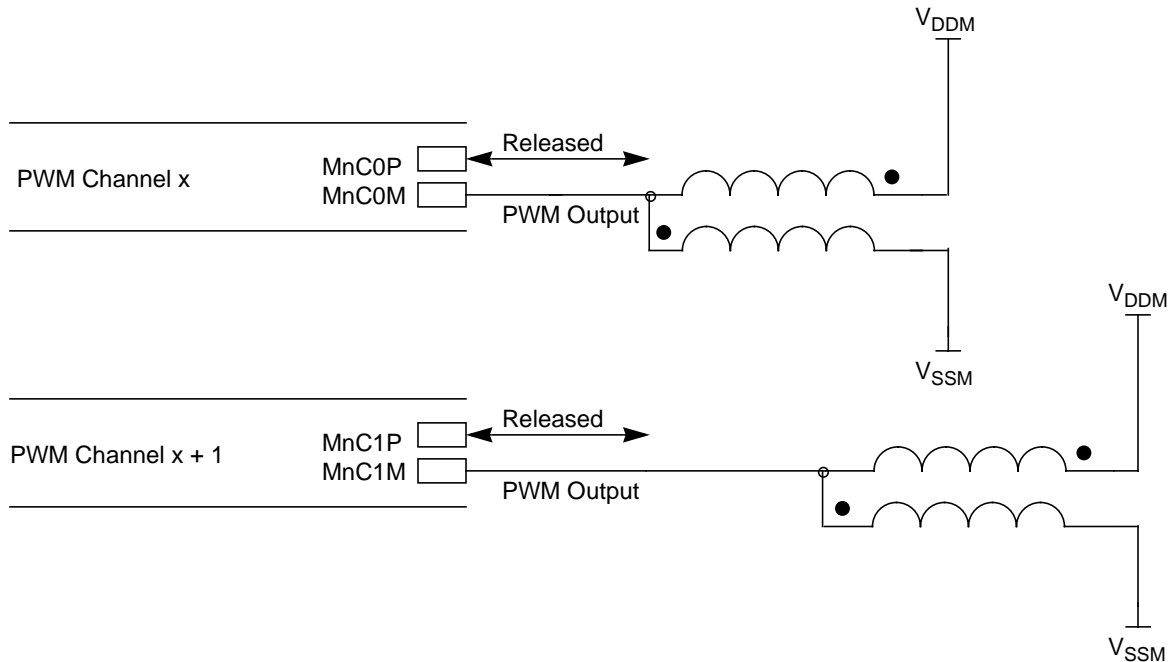 VDDM
Released
MnC0P
PWM Channel x
MnC0M
PWM Output
VDDM
VSSM
Released
MnC1P
PWM Channel x + 1
MnC1M
PWM Output
VSSM